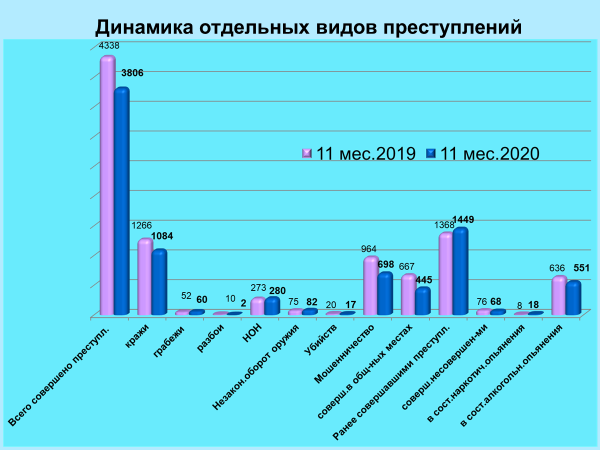 Динамика отдельных видов преступлений
4338
3806
11 мес.2019 11 мес.2020
1266
1084
52 60
10 2
273 280
75 82
20 17
964
698
667
445
1368 1449
76 68
8 18
636 551
Всего совершено преступл.
кражи
грабежи
разбои
НОН
Незакон.оборот оружия
Убийств
Мошенничество
соверш.в общ-ных местах
Ранее совершавшими преступл.
соверш.несовершен-ми
в сост.наркотич.опьянения
в сост.алкогольн.опьянения